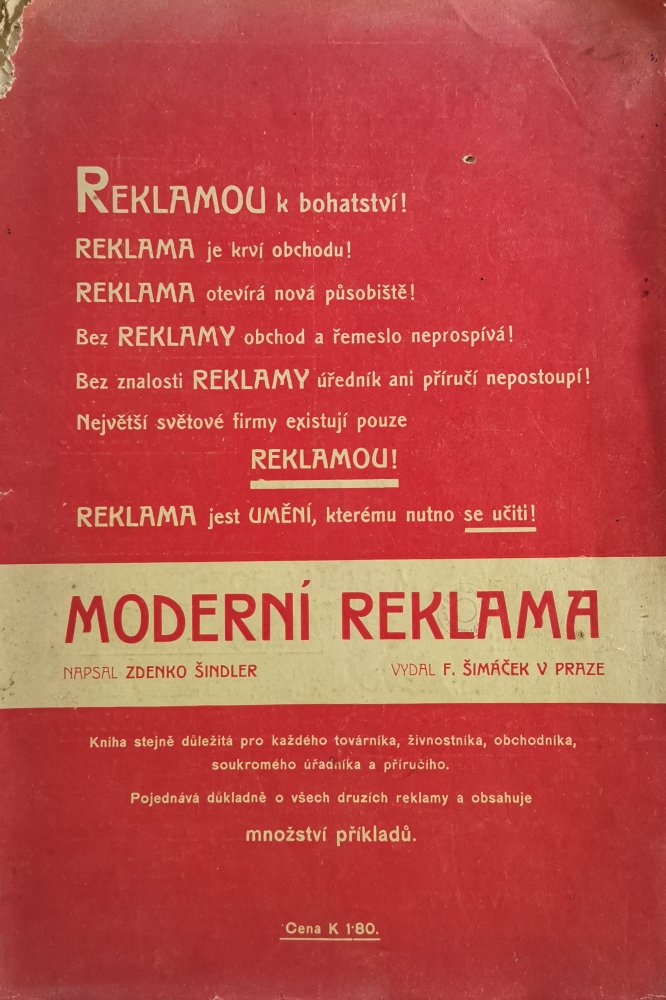 REKLAMOU k bohatství!
REKLAMA je krví obchodu!
REKLAMA otevírá nová působiště!
Bez REKLAMY obchod a řemeslo neprospívá!
Bez znalosti REKLAMY úředník ani příručí nepostoupí!
Největší světové firmy existují pouze
REKLAMOU!
REKLAMA jest UMĚNÍ, kterému nutno se učiti!
MODERNÍ REKLAMA
NAPSAL ZDENKO ŠINDLER VYDAL F. ŠIMÁČEK V PRAZE
Kniha stejně důležitá pro každého továrníka, živnostníka, obchodníka,
soukromého úřadníka a příručího.
Pojednává důkladně o všech druzích reklamy a obsahuje
množství příkladů.
Cena K 1·80.